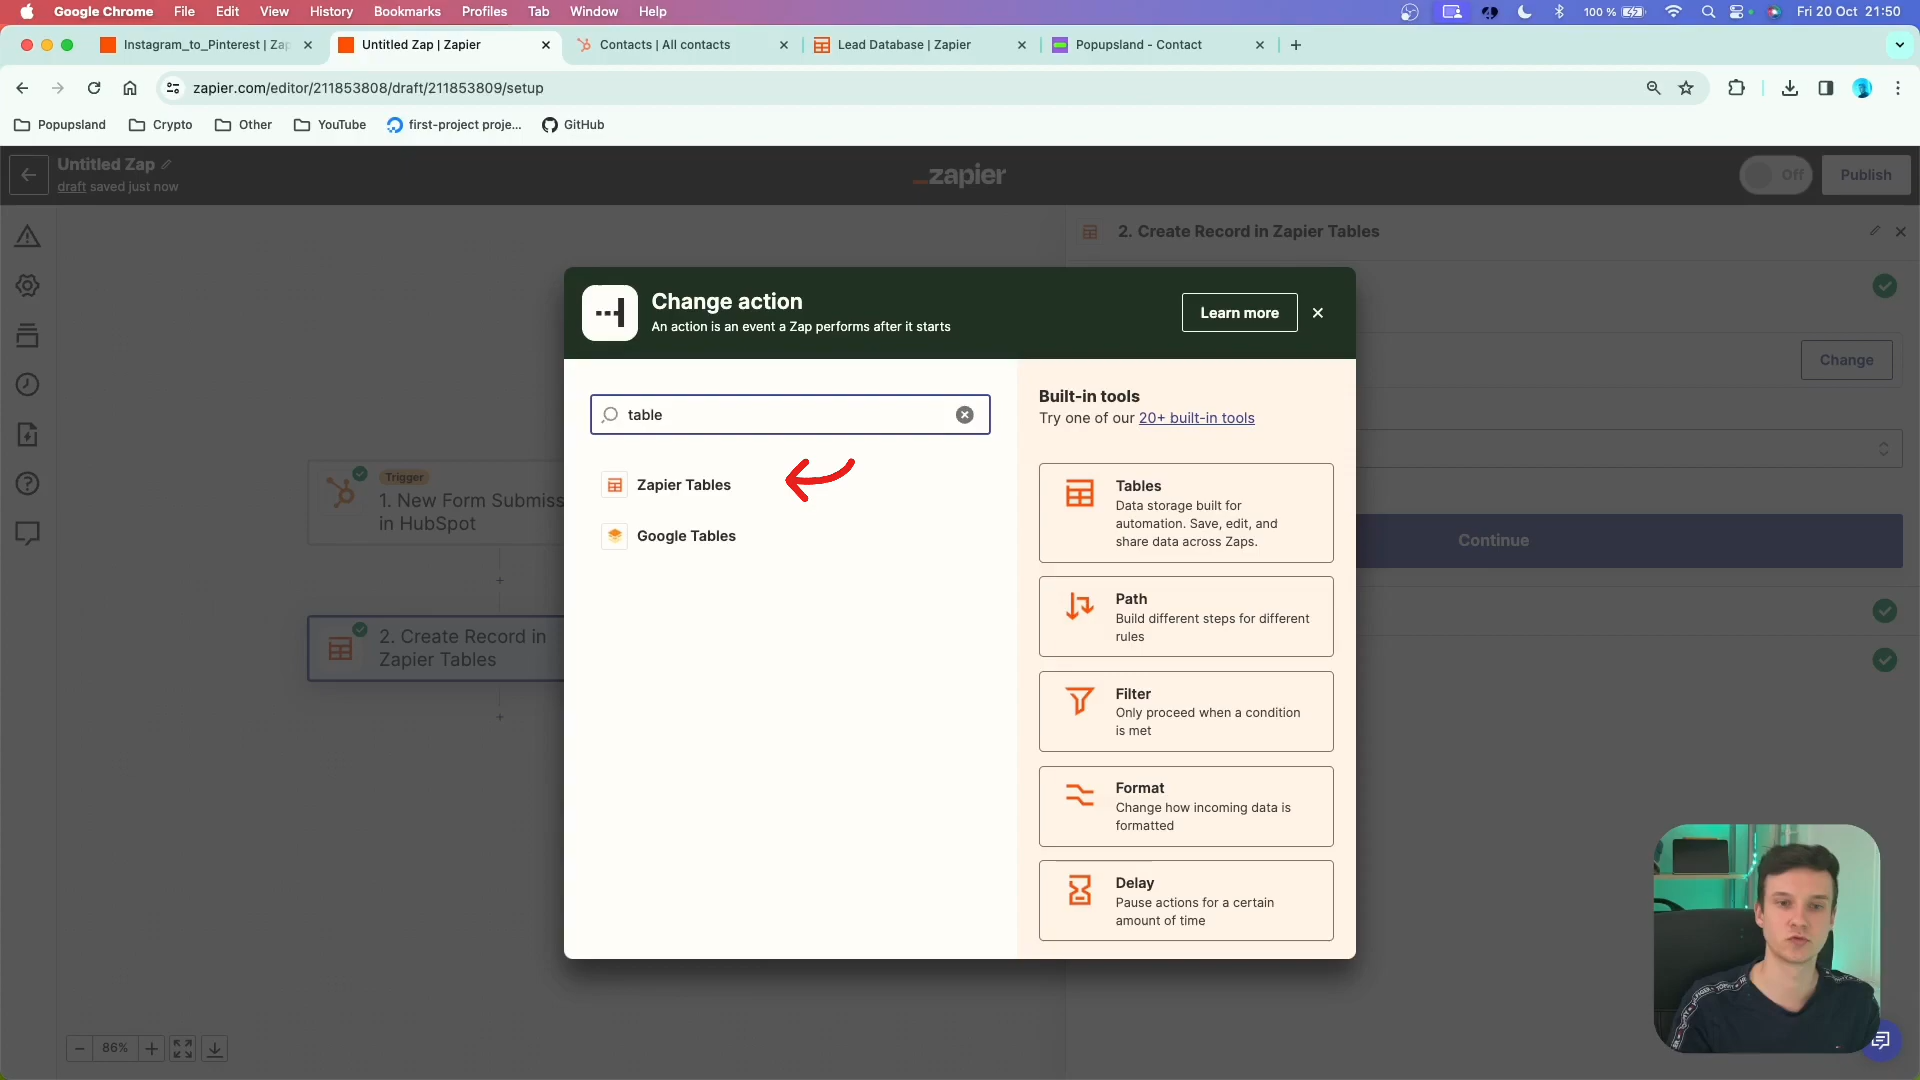 Google Chrome File Edit View History Bookmarks Profiles Tab Window Help 100 % Fri 20 Oct 21:50
Instagram_to_Pinterest | Zap Untitled Zap | Zapier Contacts | All contacts Lead Database | Zapier Popupsland - Contact
zapier.com/editor/211853808/draft/211853809/setup
Popupsland Crypto Other YouTube first-project proje... GitHub
Untitled Zap
draft saved just now
_zapier
Off
Publish
2. Create Record in Zapier Tables
Change action
An action is an event a Zap performs after it starts
Learn more
Change
table
Zapier Tables
Google Tables
Built-in tools
Try one of our 20+ built-in tools
Tables
Data storage built for
automation. Save, edit, and
share data across Zaps.
Path
Build different steps for different
rules
Filter
Only proceed when a condition
is met
Format
Change how incoming data is
formatted
Delay
Pause actions for a certain
amount of time
Continue
Trigger
1. New Form Submiss
in HubSpot
2. Create Record in
Zapier Tables
86%